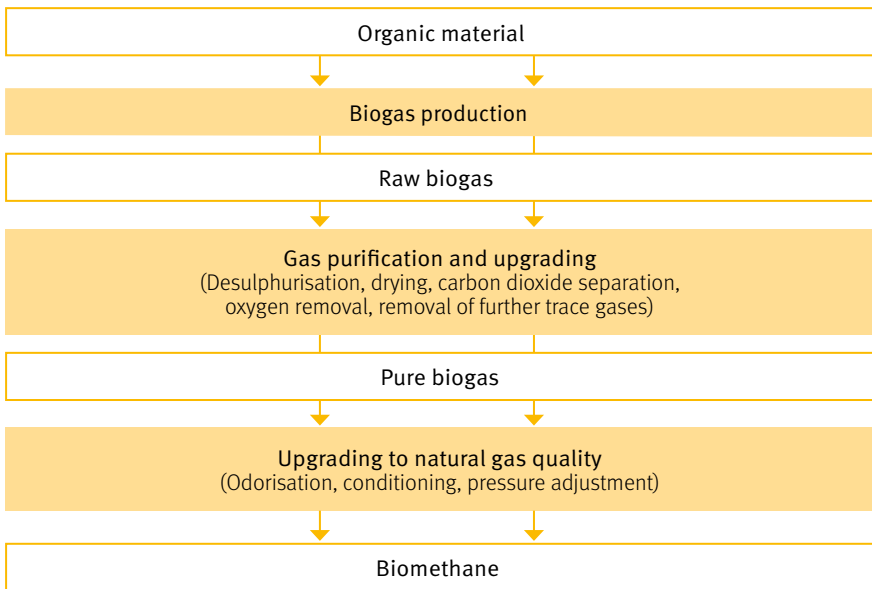 Organic material
Biogas production
Raw biogas
Gas purification and upgrading
(Desulphurisation, drying, carbon dioxide separation,
oxygen removal, removal of further trace gases)
Pure biogas
Upgrading to natural gas quality
(Odorisation, conditioning, pressure adjustment)
Biomethane